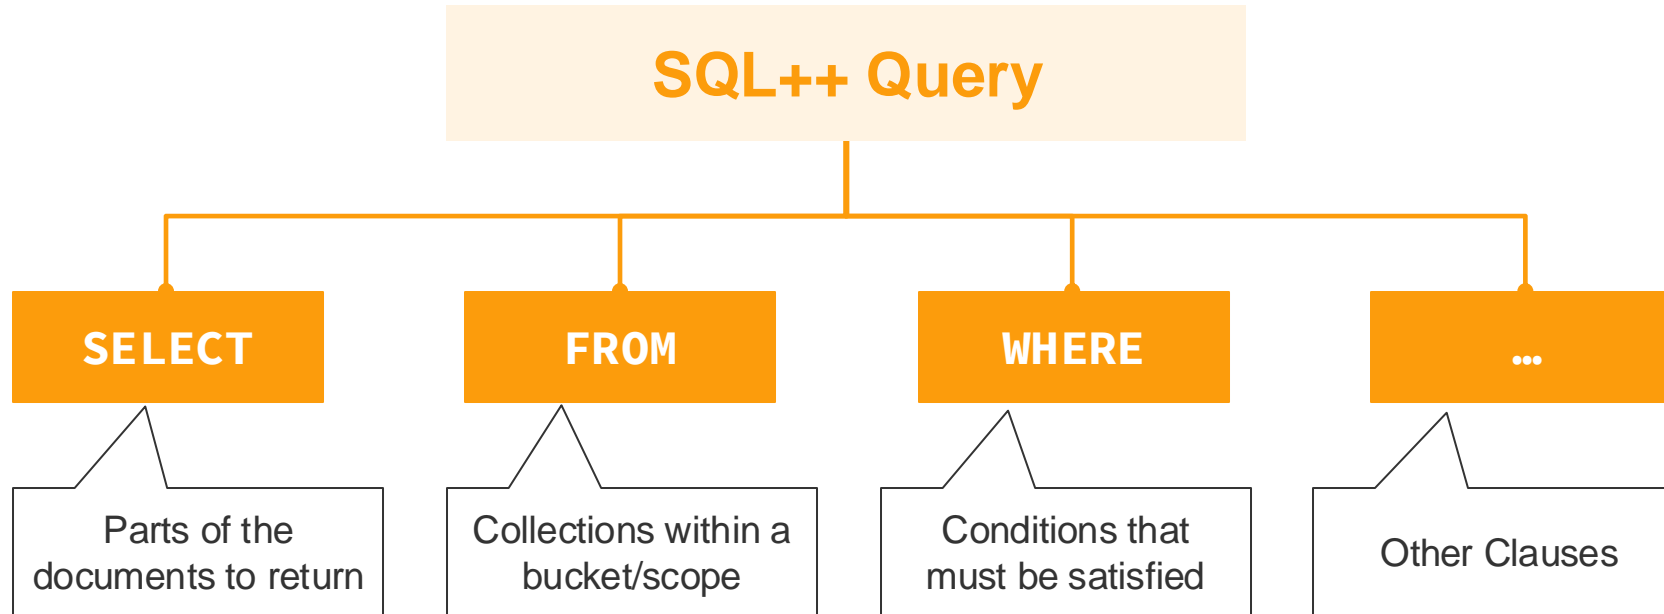 SQL++ Query
SELECT
FROM
WHERE
...
Parts of the
documents to return
Collections within a
bucket/scope
Conditions that
must be satisfied
Other Clauses